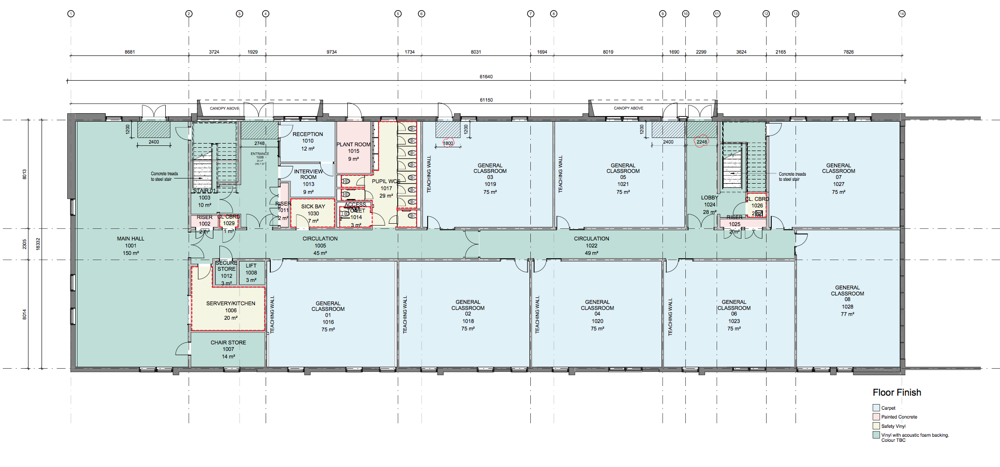 1 2 3 4 5 6 7 8 9 10 11 12 13 14
8681 3724 1929 9734 1734 8031 1694 8019 1690 2299 3624 2165 7826
61640
61150
CANOPY ABOVE
CANOPY ABOVE
1200
2400
2748
1200
1800
1200
2400
2246
8013
2305
18332
8014
Concrete treads
to steel stair
Concrete treads
to steel stair
ENTRANCE
1009
25 m²
266.7 SF
RECEPTION
1010
12 m²
PLANT ROOM
1015
9 m²
INTERVIEW
ROOM
1013
9 m²
STAIR 01
1003
10 m²
RISER
1002
2 m²
CL CBRD
1029
1 m²
RISER
1011
2 m²
SICK BAY
1030
7 m²
ACCESS.
TOILET
1014
3 m²
PUPIL WCS
1017
29 m²
TEACHING WALL
GENERAL
CLASSROOM
03
1019
75 m²
TEACHING WALL
GENERAL
CLASSROOM
05
1021
75 m²
LOBBY
1024
28 m²
CL. CBRD
1026
2 m²
RISER
1025
2 m²
GENERAL
CLASSROOM
07
1027
75 m²
MAIN HALL
1001
150 m²
CIRCULATION
1005
45 m²
CIRCULATION
1022
49 m²
SECURE
STORE
1012
3 m²
LIFT
1008
3 m²
SERVERY/KITCHEN
1006
20 m²
CHAIR STORE
1007
14 m²
TEACHING WALL
GENERAL
CLASSROOM
01
1016
75 m²
TEACHING WALL
GENERAL
CLASSROOM
02
1018
75 m²
TEACHING WALL
GENERAL
CLASSROOM
04
1020
75 m²
TEACHING WALL
GENERAL
CLASSROOM
06
1023
75 m²
GENERAL
CLASSROOM
08
1028
77 m²
Floor Finish
Carpet
Painted Concrete
Safety Vinyl
Vinyl with acoustic foam backing.
Colour TBC